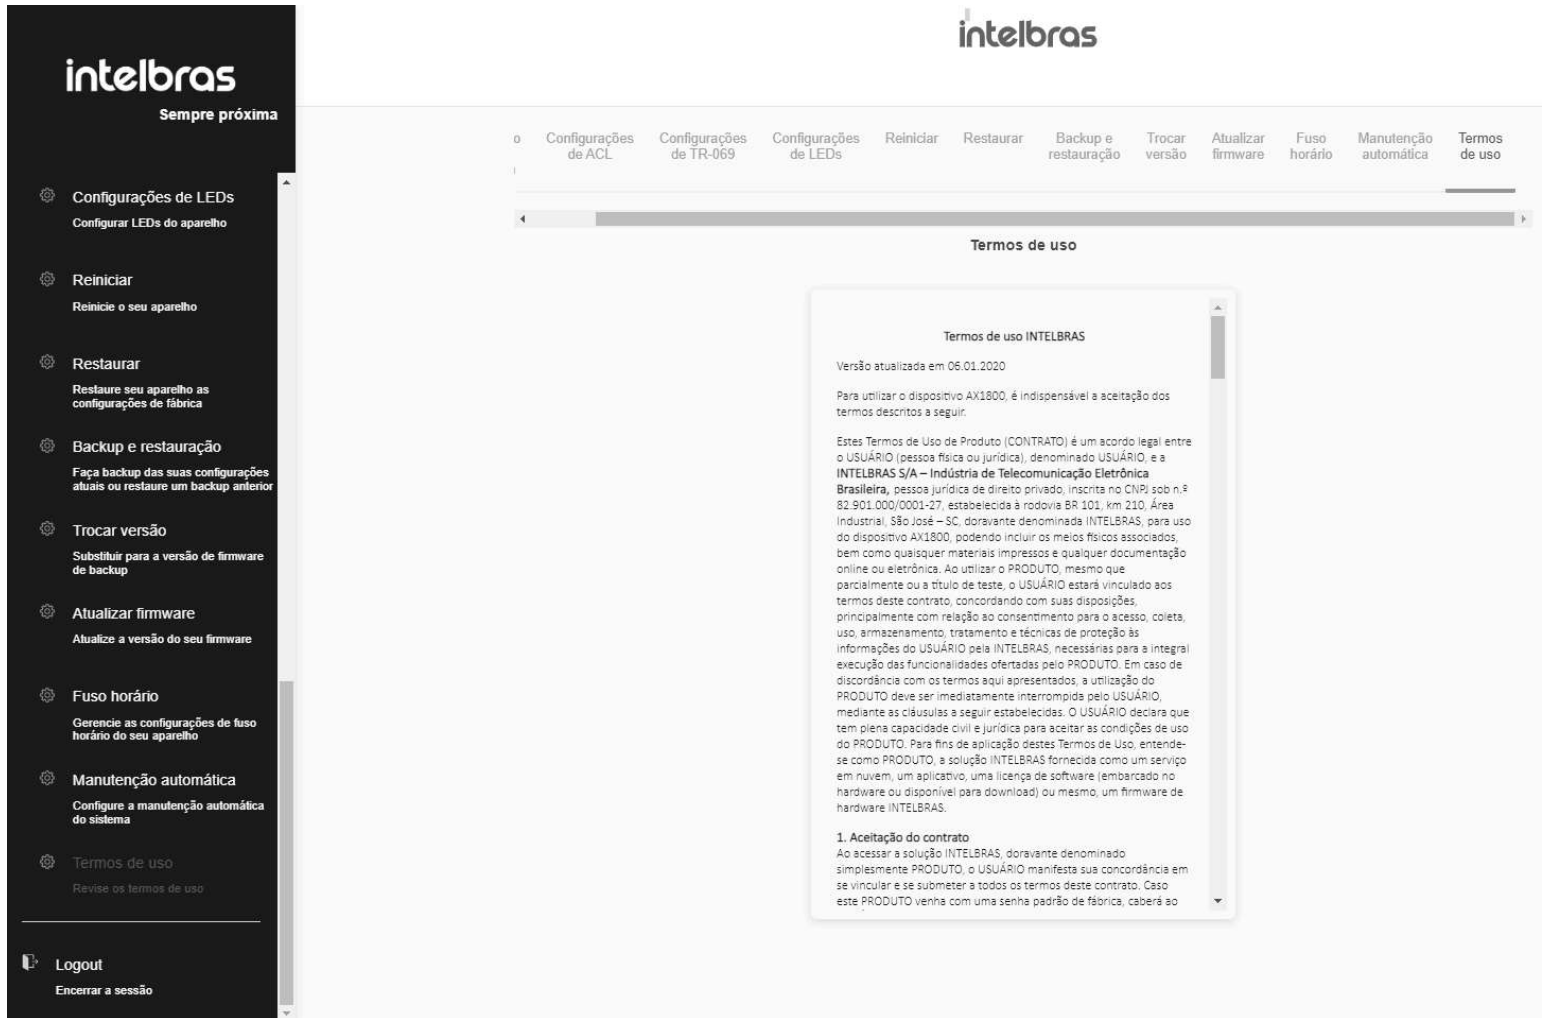 intelbras
Sempre próxima
Configurações de LEDs
Configurar LEDs do aparelho
Reiniciar
Reinicie o seu aparelho
Restaurar
Restaure seu aparelho as
configurações de fábrica
Backup e restauração
Faça backup das suas configurações
atuais ou restaure um backup anterior
Trocar versão
Substituir para a versão de firmware
de backup
Atualizar firmware
Atualize a versão do seu firmware
Fuso horário
Gerencie as configurações de fuso
horário do seu aparelho
Manutenção automática
Configure a manutenção automática
do sistema
Termos de uso
Revise os termos de uso
Logout
Encerrar a sessão
intelbras
Configurações
de ACL
Configurações
de TR-069
Configurações
de LEDs
Reiniciar
Restaurar
Backup e
restauração
Trocar
versão
Atualizar
firmware
Fuso
horário
Manutenção
automática
Termos
de uso
Termos de uso
Termos de uso INTELBRAS
Versão atualizada em 06.01.2020
Para utilizar o dispositivo AX1800, é indispensável a aceitação dos
termos descritos a seguir.
Estes Termos de Uso de Produto (CONTRATO) é um acordo legal entre
o USUÁRIO (pessoa física ou jurídica), denominado USUÁRIO, e a
INTELBRAS S/A – Indústria de Telecomunicação Eletrônica
Brasileira, pessoa jurídica de direito privado, inscrita no CNPJ sob n.º
82.901.000/0001-27, estabelecida à rodovia BR 101, km 210, Área
Industrial, São José – SC, doravante denominada INTELBRAS, para uso
do dispositivo AX1800, podendo incluir os meios físicos associados,
bem como quaisquer materiais impressos e qualquer documentação
online ou eletrônica. Ao utilizar o PRODUTO, mesmo que
parcialmente ou a título de teste, o USUÁRIO estará vinculado aos
termos deste contrato, concordando com suas disposições,
principalmente com relação ao consentimento para o acesso, coleta,
uso, armazenamento, tratamento e técnicas de proteção às
informações do USUÁRIO pela INTELBRAS, necessárias para a integral
execução das funcionalidades ofertadas pelo PRODUTO. Em caso de
discordância com os termos aqui apresentados, a utilização do
PRODUTO deve ser imediatamente interrompida pelo USUÁRIO,
mediante as cláusulas a seguir estabelecidas. O USUÁRIO declara que
tem plena capacidade civil e jurídica para aceitar as condições de uso
do PRODUTO. Para fins de aplicação destes Termos de Uso, entende-
se como PRODUTO, a solução INTELBRAS fornecida como um serviço
em nuvem, um aplicativo, uma licença de software (embarcado no
hardware ou disponível para download) ou mesmo, um firmware de
hardware INTELBRAS.
1. Aceitação do contrato
Ao acessar a solução INTELBRAS, doravante denominado
simplesmente PRODUTO, o USUÁRIO manifesta sua concordância em
se vincular e se submeter a todos os termos deste contrato. Caso
este PRODUTO venha com uma senha padrão de fábrica, caberá ao